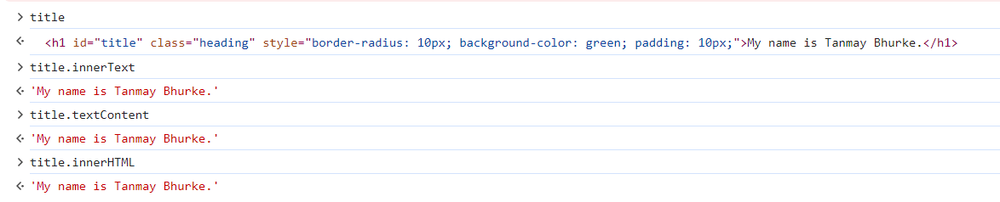 title
<h1 id="title" class="heading" style="border-radius: 10px; background-color: green; padding: 10px;">My name is Tanmay Bhurke.</h1>
title.innerText
'My name is Tanmay Bhurke.'
title.textContent
'My name is Tanmay Bhurke.'
title.innerHTML
'My name is Tanmay Bhurke.'